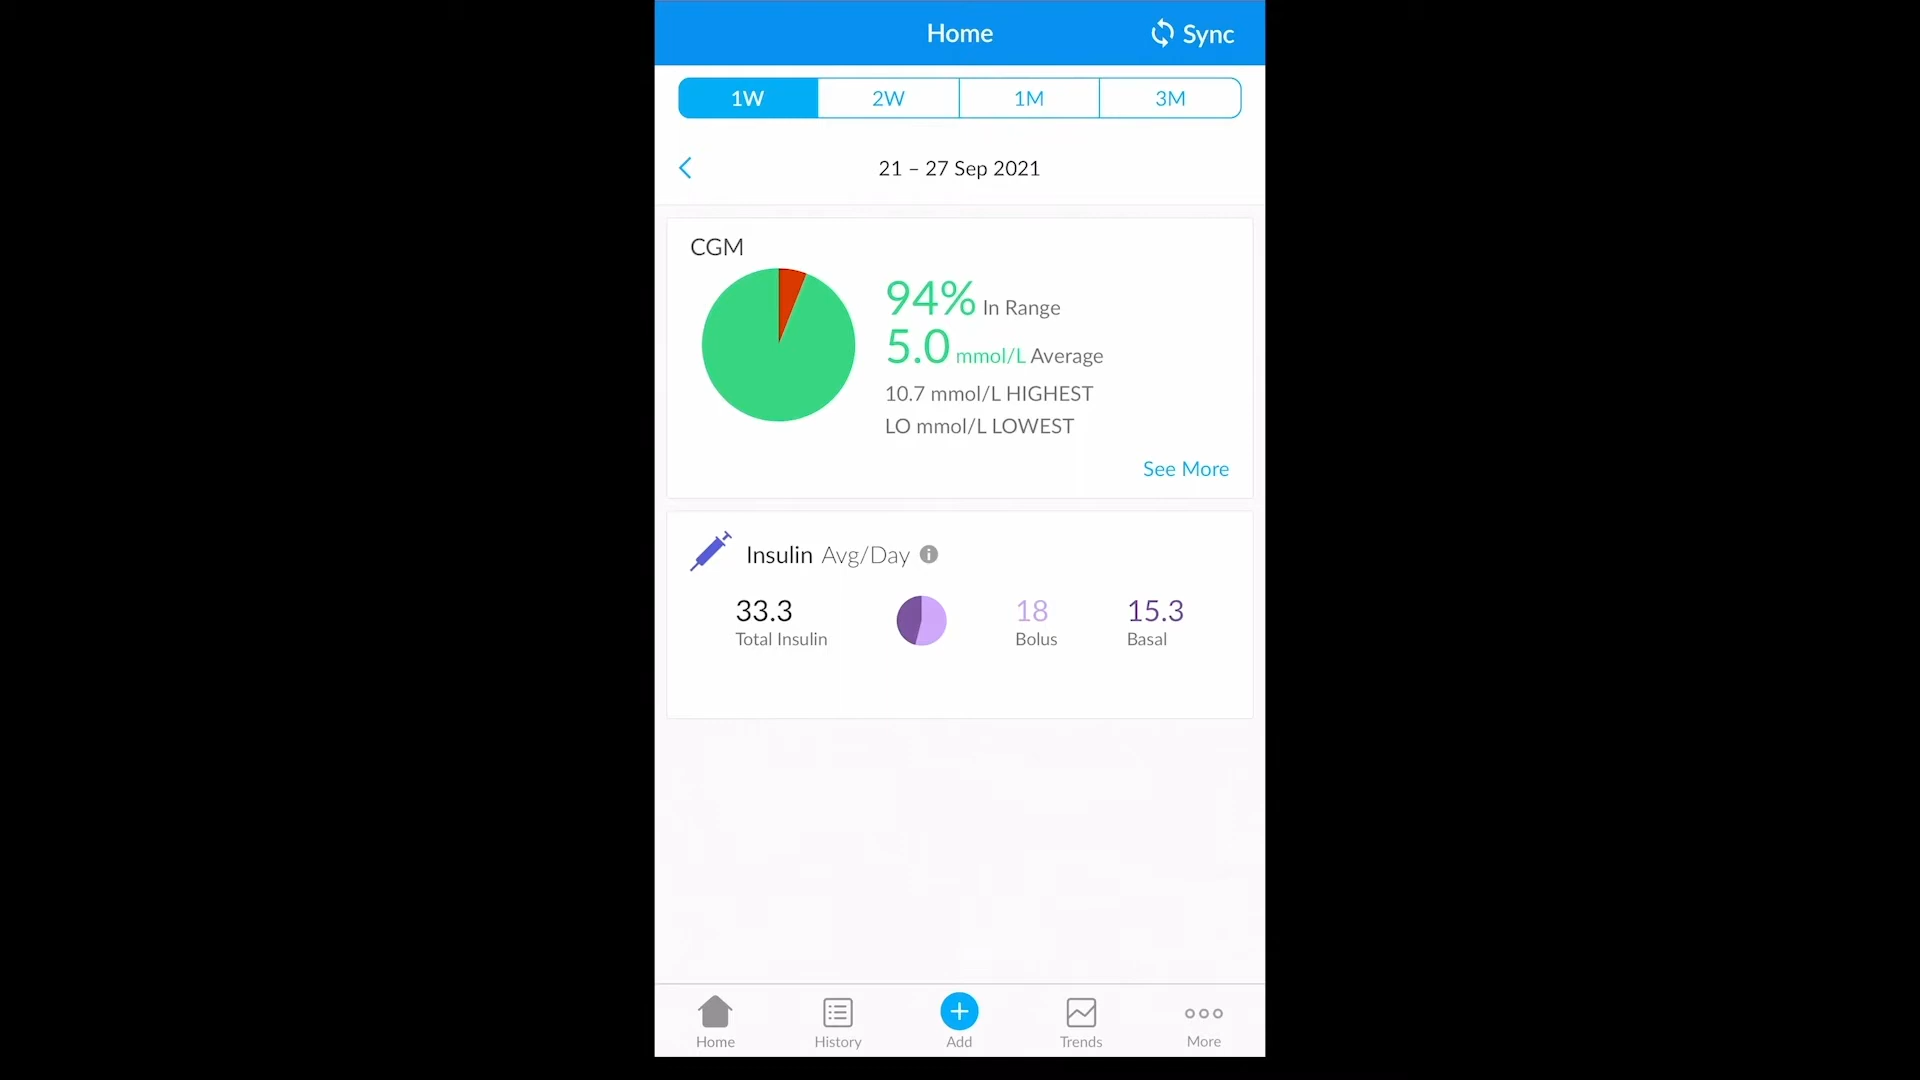 Home
Sync
1W 2W 1M 3M
21 – 27 Sep 2021
CGM
94% In Range
5.0 mmol/L Average
10.7 mmol/L HIGHEST
LO mmol/L LOWEST
See More
Insulin Avg/Day
33.3 18 15.3
Total Insulin Bolus Basal
Home History Add Trends More